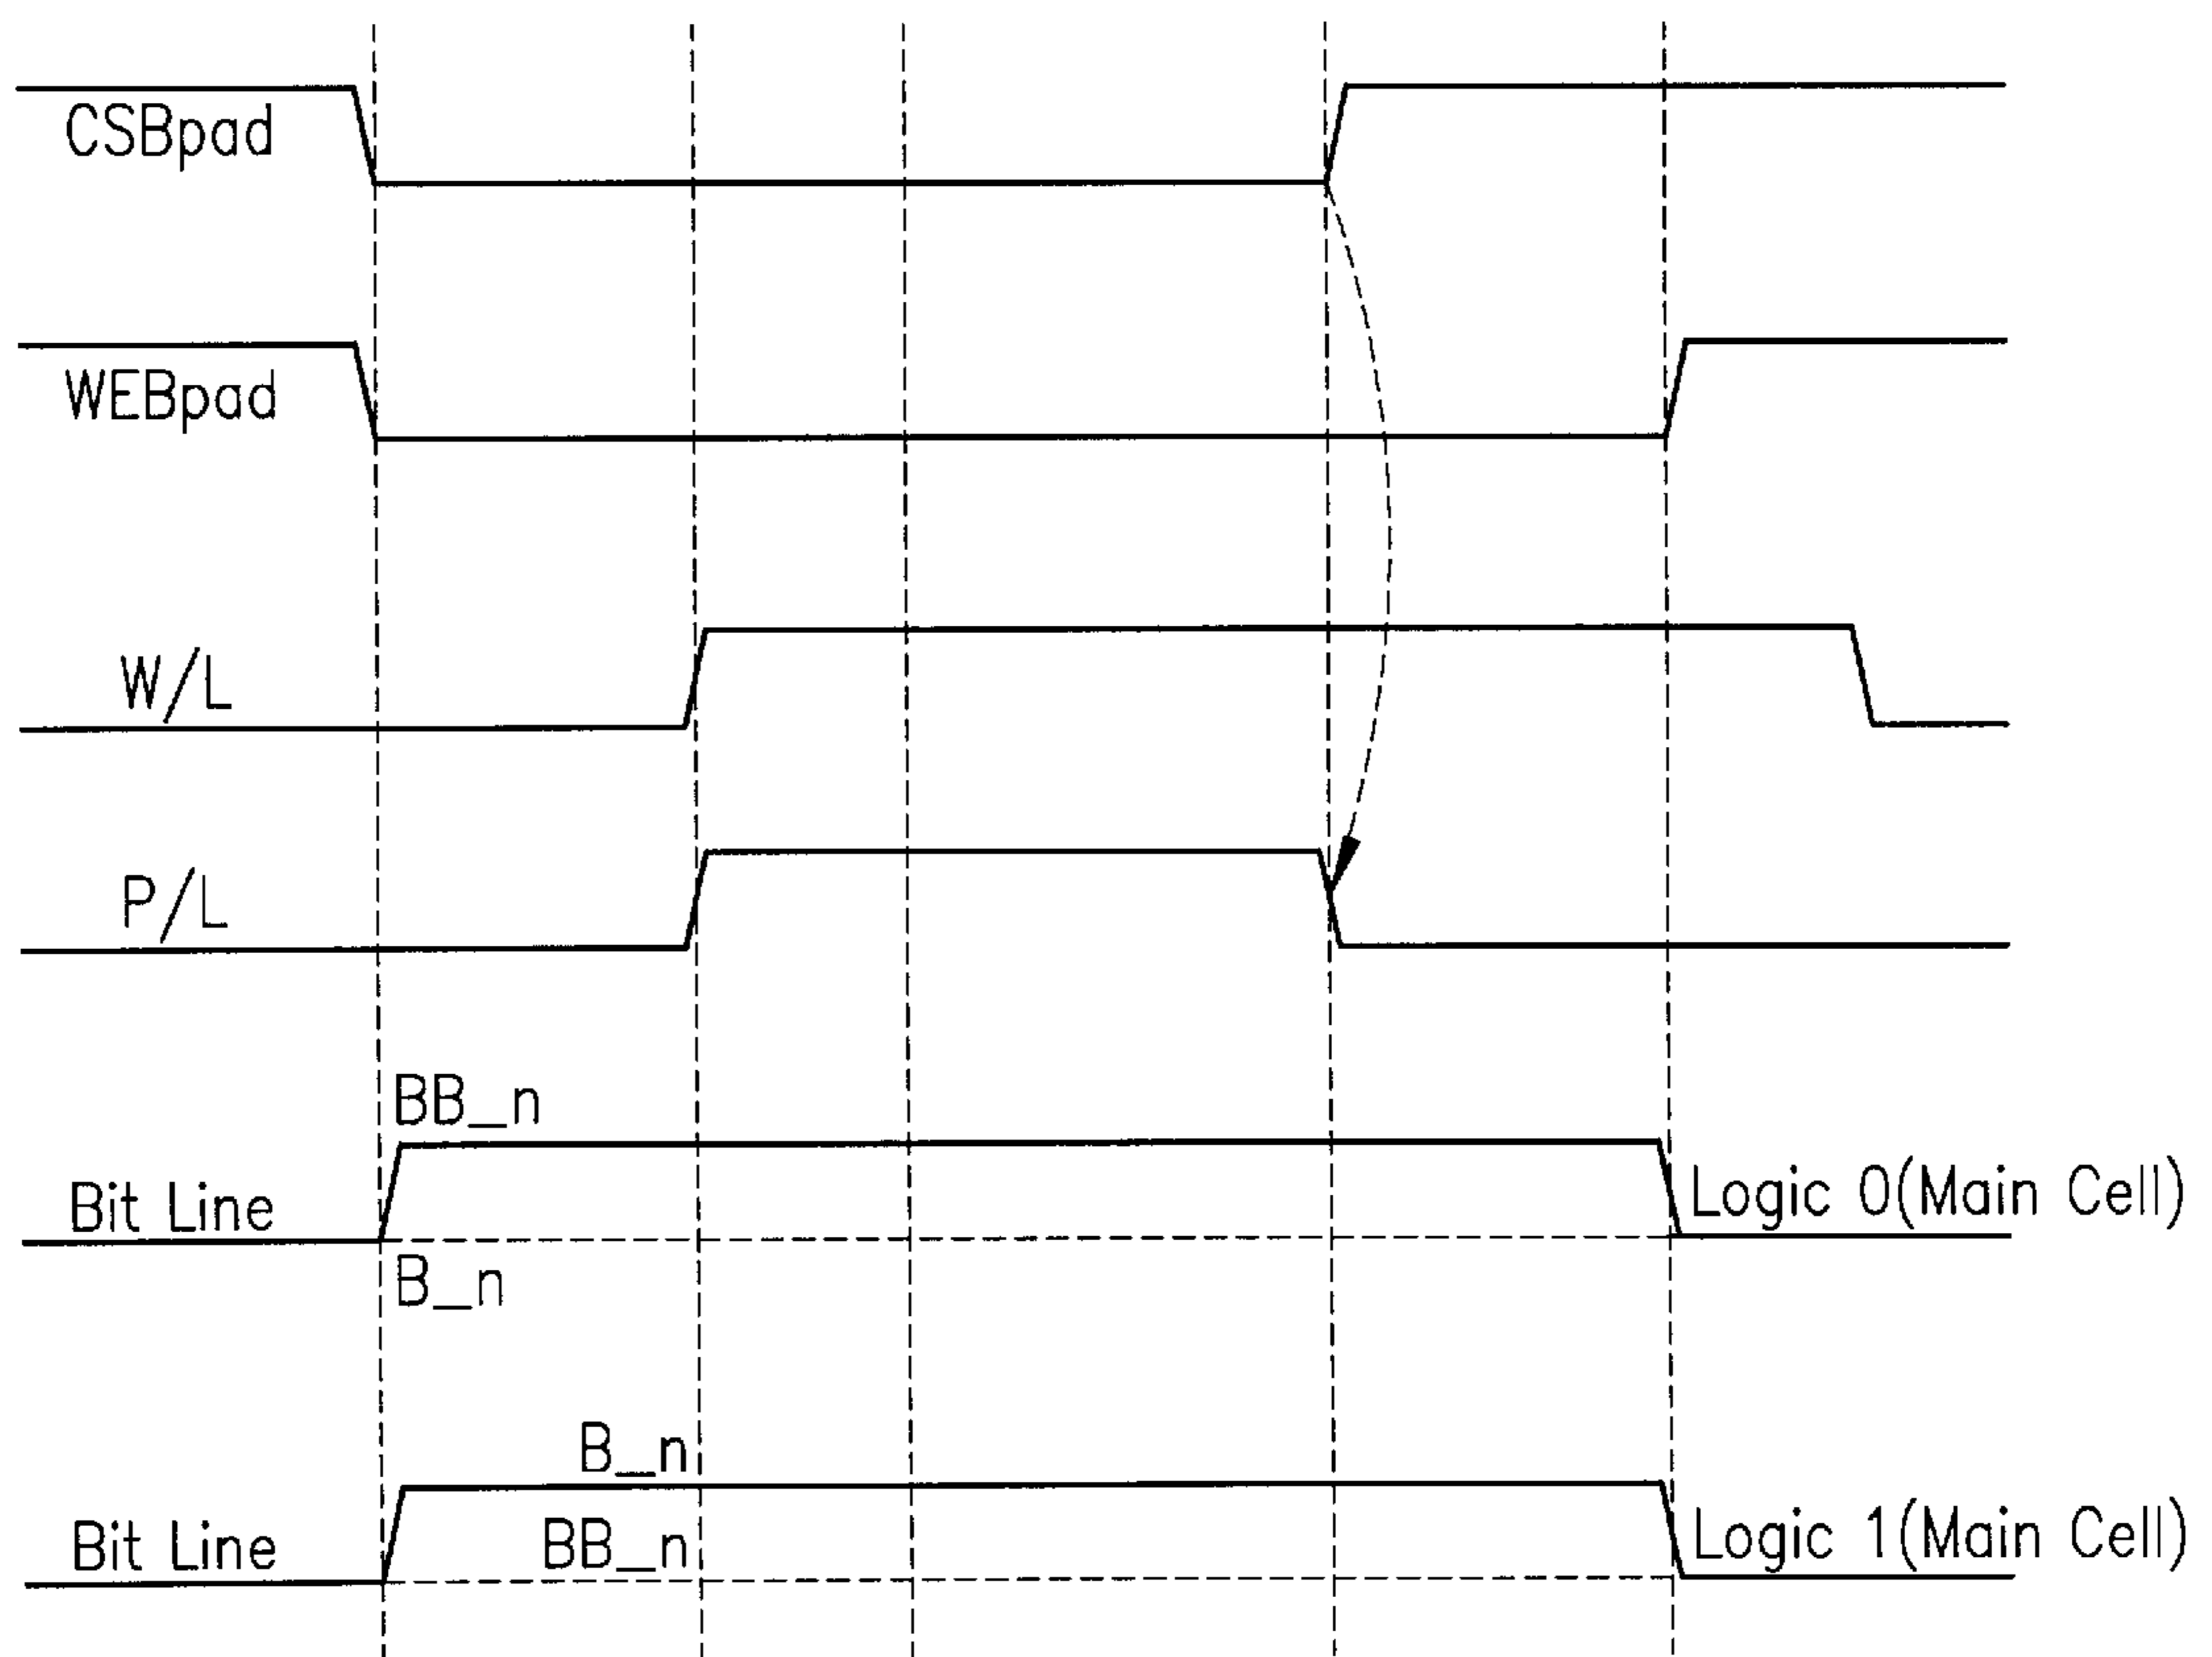 CSBpad
WEBpad
W/L
P/L
BB_n
Bit Line
Logic 0(Main Cell)
B_n
B_n
Bit Line
BB_n
Logic 1(Main Cell)